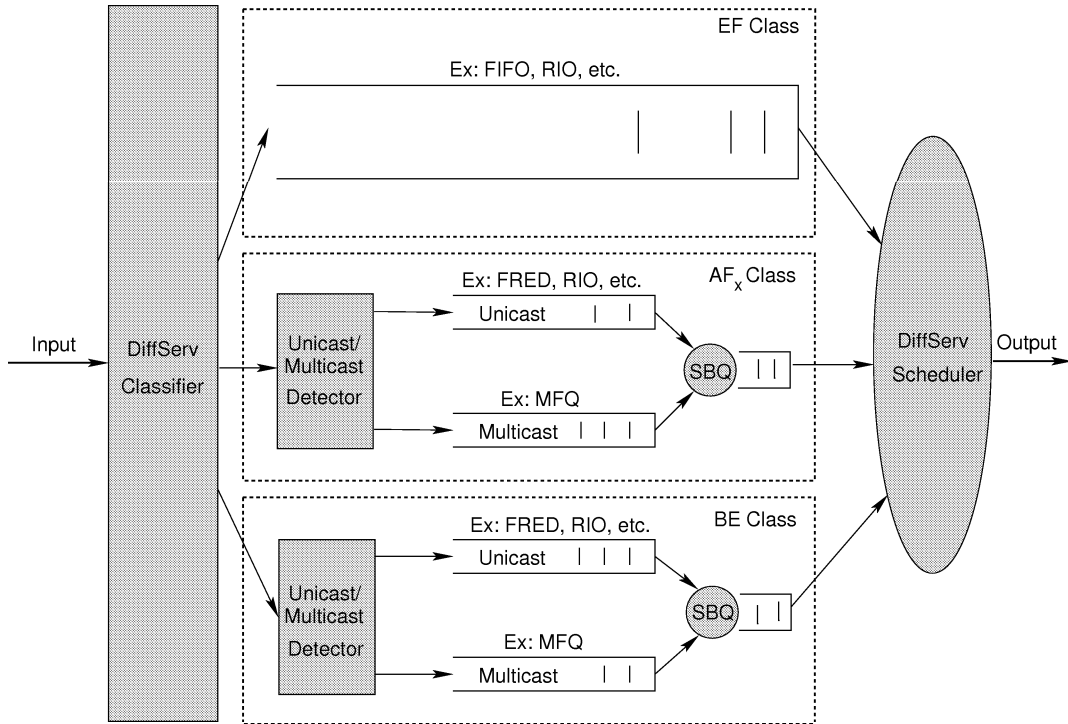 EF Class
Ex: FIFO, RIO, etc.
Input
DiffServ
Classifier
AFx Class
Ex: FRED, RIO, etc.
Unicast
Unicast/
Multicast
Detector
SBQ
Ex: MFQ
Multicast
BE Class
Ex: FRED, RIO, etc.
Unicast
Unicast/
Multicast
Detector
SBQ
Ex: MFQ
Multicast
DiffServ
Scheduler
Output